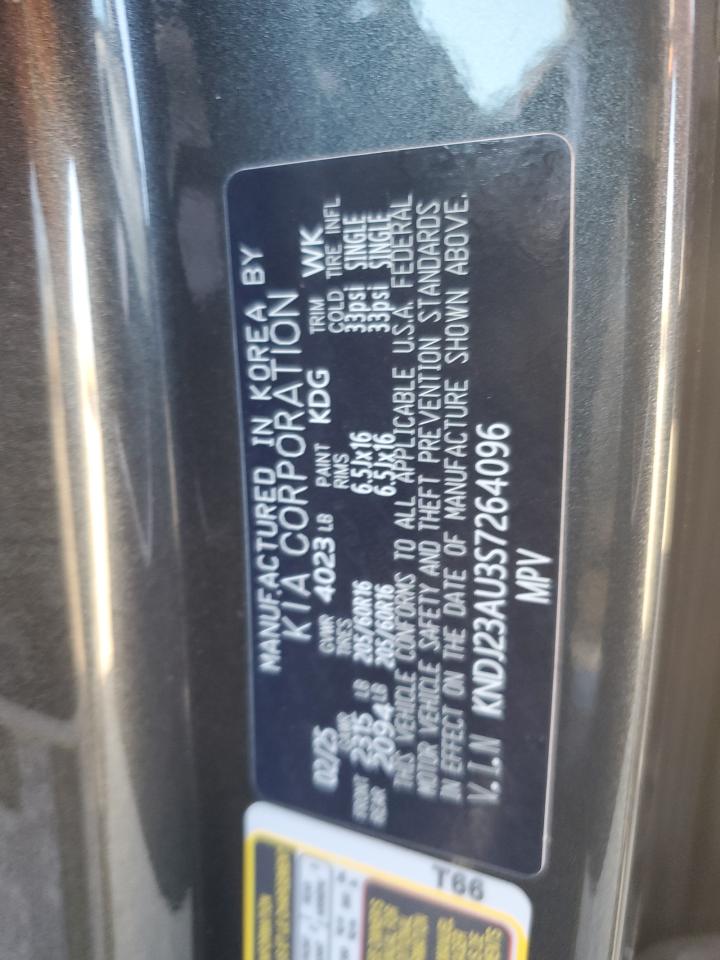 MANUFACTURED IN KOREA BY
KIA CORPORATION
02/25 GVWR 4023 LB PAINT KDG TRIM WK
GAWR TIRES RIMS COLD TIRE INFL
FRONT 2315 LB 205/60R16 6.5Jx16 33psi SINGLE
REAR 2094 LB 205/60R16 6.5Jx16 33psi SINGLE
THIS VEHICLE CONFORMS TO ALL APPLICABLE U.S.A. FEDERAL
MOTOR VEHICLE SAFETY AND THEFT PREVENTION STANDARDS
IN EFFECT ON THE DATE OF MANUFACTURE SHOWN ABOVE.
V.I.N KNDJ23AU3S7264096
MPV
T66